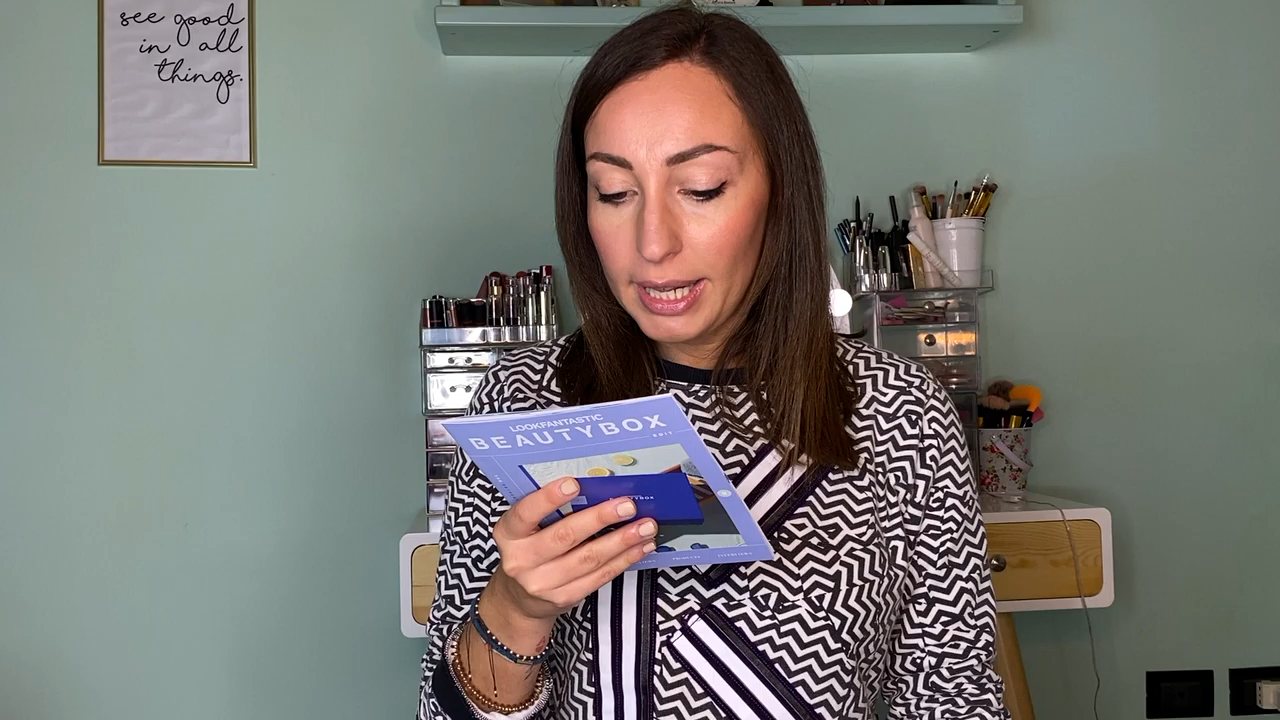 see good
in all
things.
LOOKFANTASTIC
BEAUTYBOX
EDIT